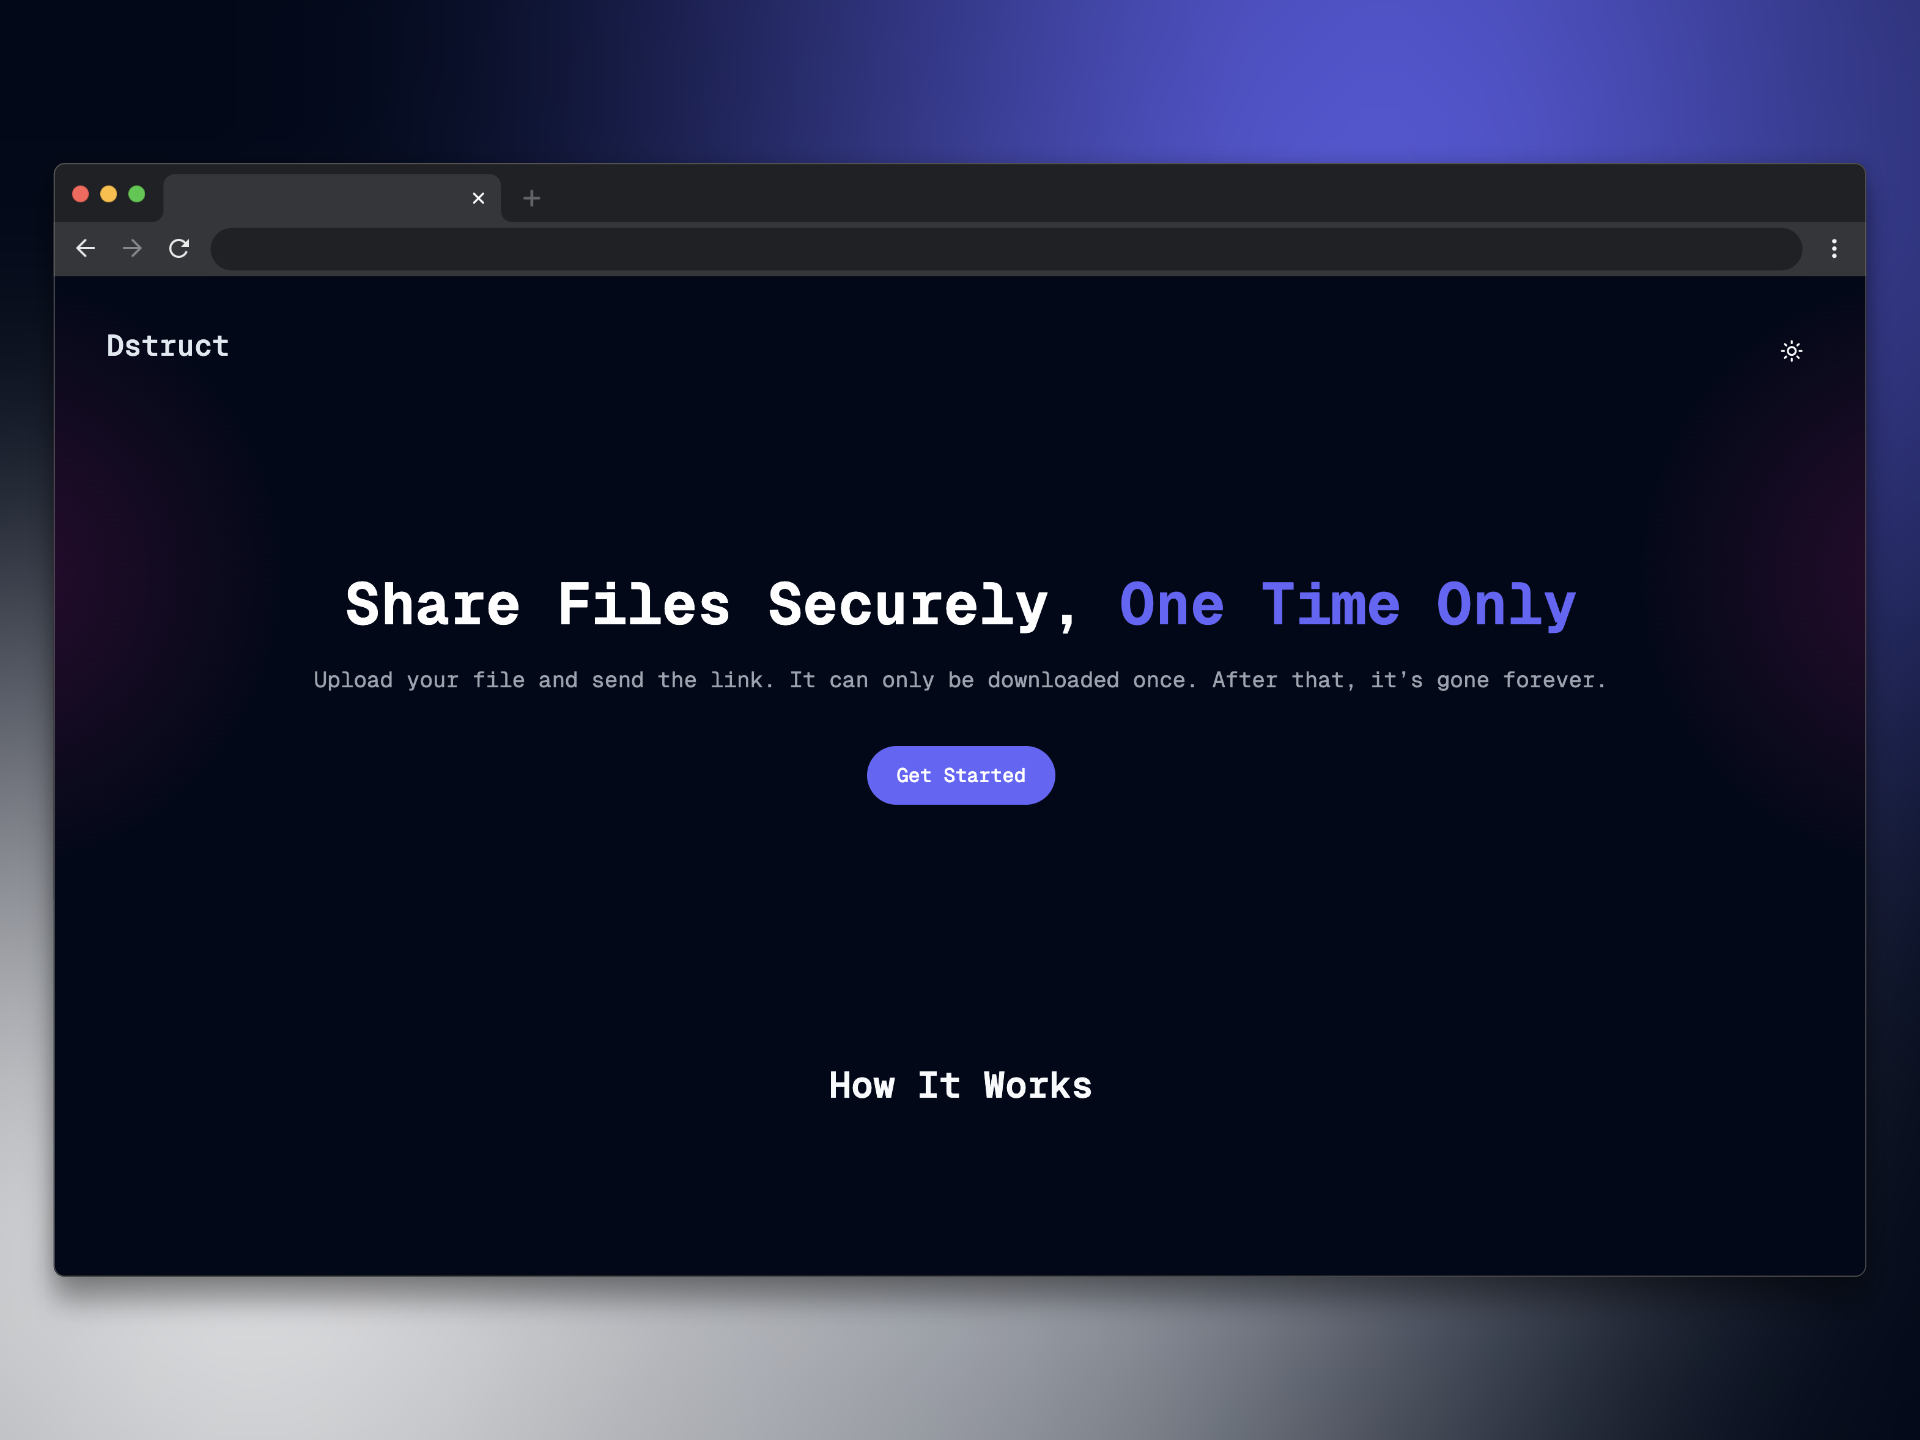 Dstruct
Share Files Securely, One Time Only
Upload your file and send the link. It can only be downloaded once. After that, it's gone forever.
Get Started
How It Works